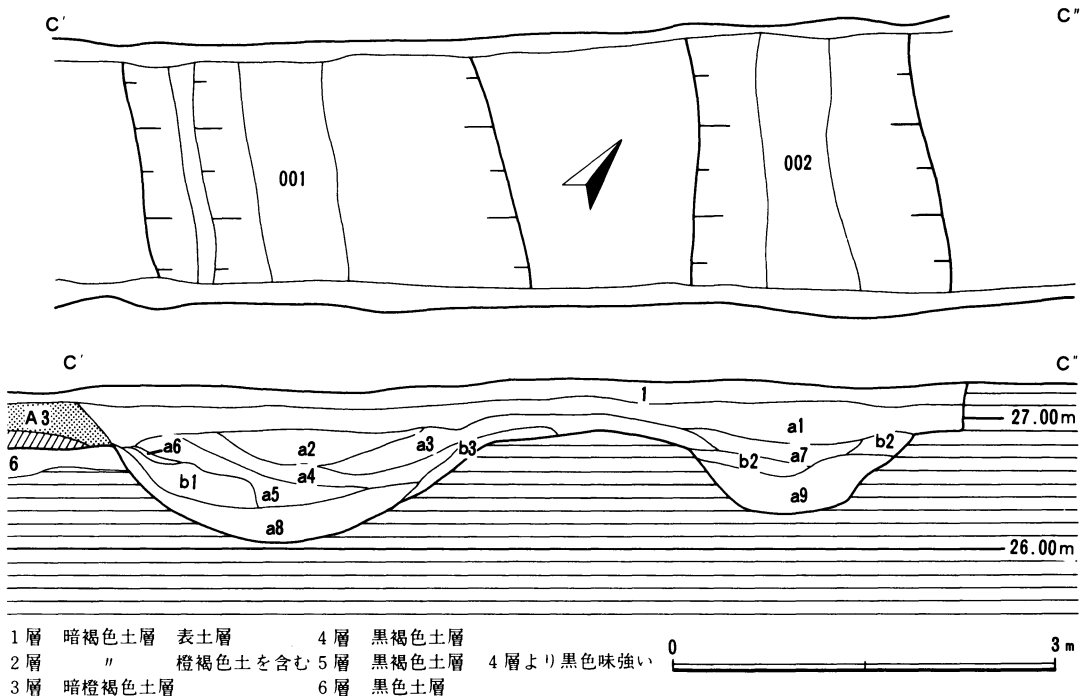 C′ C″
001 002
C′ C″
1
A3 27.00m
a1
a6 a2 a3 b3 b2
a7
6 b2
a4
b1 a5 a9
a8
26.00m
1層 暗褐色土層 表土層 4層 黒褐色土層
2層 〃 橙褐色土を含む 5層 黒褐色土層 4層より黒色味強い
3層 暗橙褐色土層 6層 黒色土層
0 3m